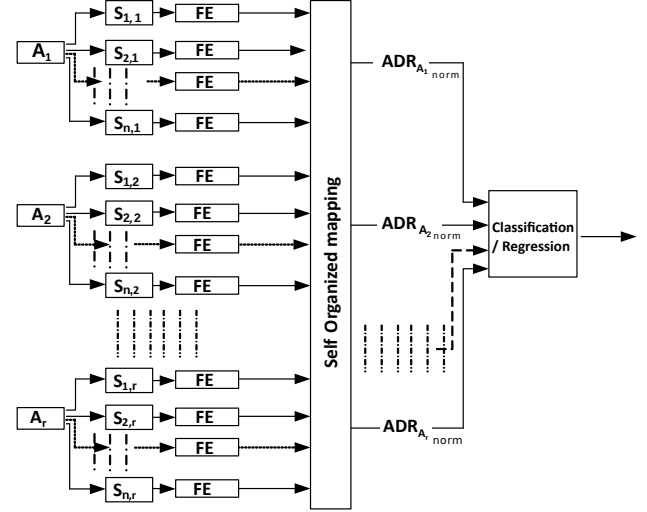 S1,1 FE
A1
S2,1 FE
FE
Sn,1 FE
S1,2 FE
A2
S2,2 FE
FE
Sn,2 FE
S1,r FE
Ar
S2,r FE
FE
Sn,r FE
Self Organized mapping
ADRA1 norm
ADRA2 norm
ADRAr norm
Classification
/ Regression